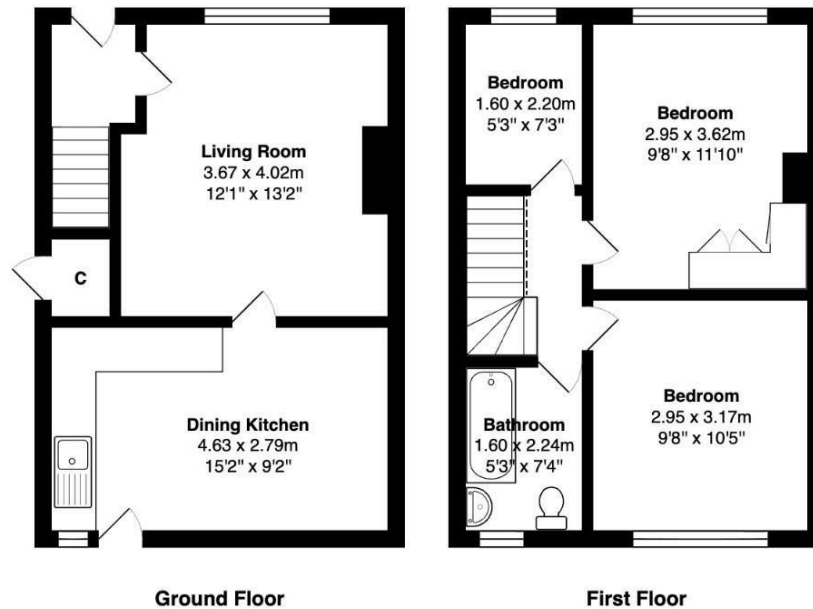 Living Room
3.67 x 4.02m
12'1" x 13'2"
C
Dining Kitchen
4.63 x 2.79m
15'2" x 9'2"
Ground Floor
Bedroom
1.60 x 2.20m
5'3" x 7'3"
Bedroom
2.95 x 3.62m
9'8" x 11'10"
Bedroom
2.95 x 3.17m
9'8" x 10'5"
Bathroom
1.60 x 2.24m
5'3" x 7'4"
First Floor